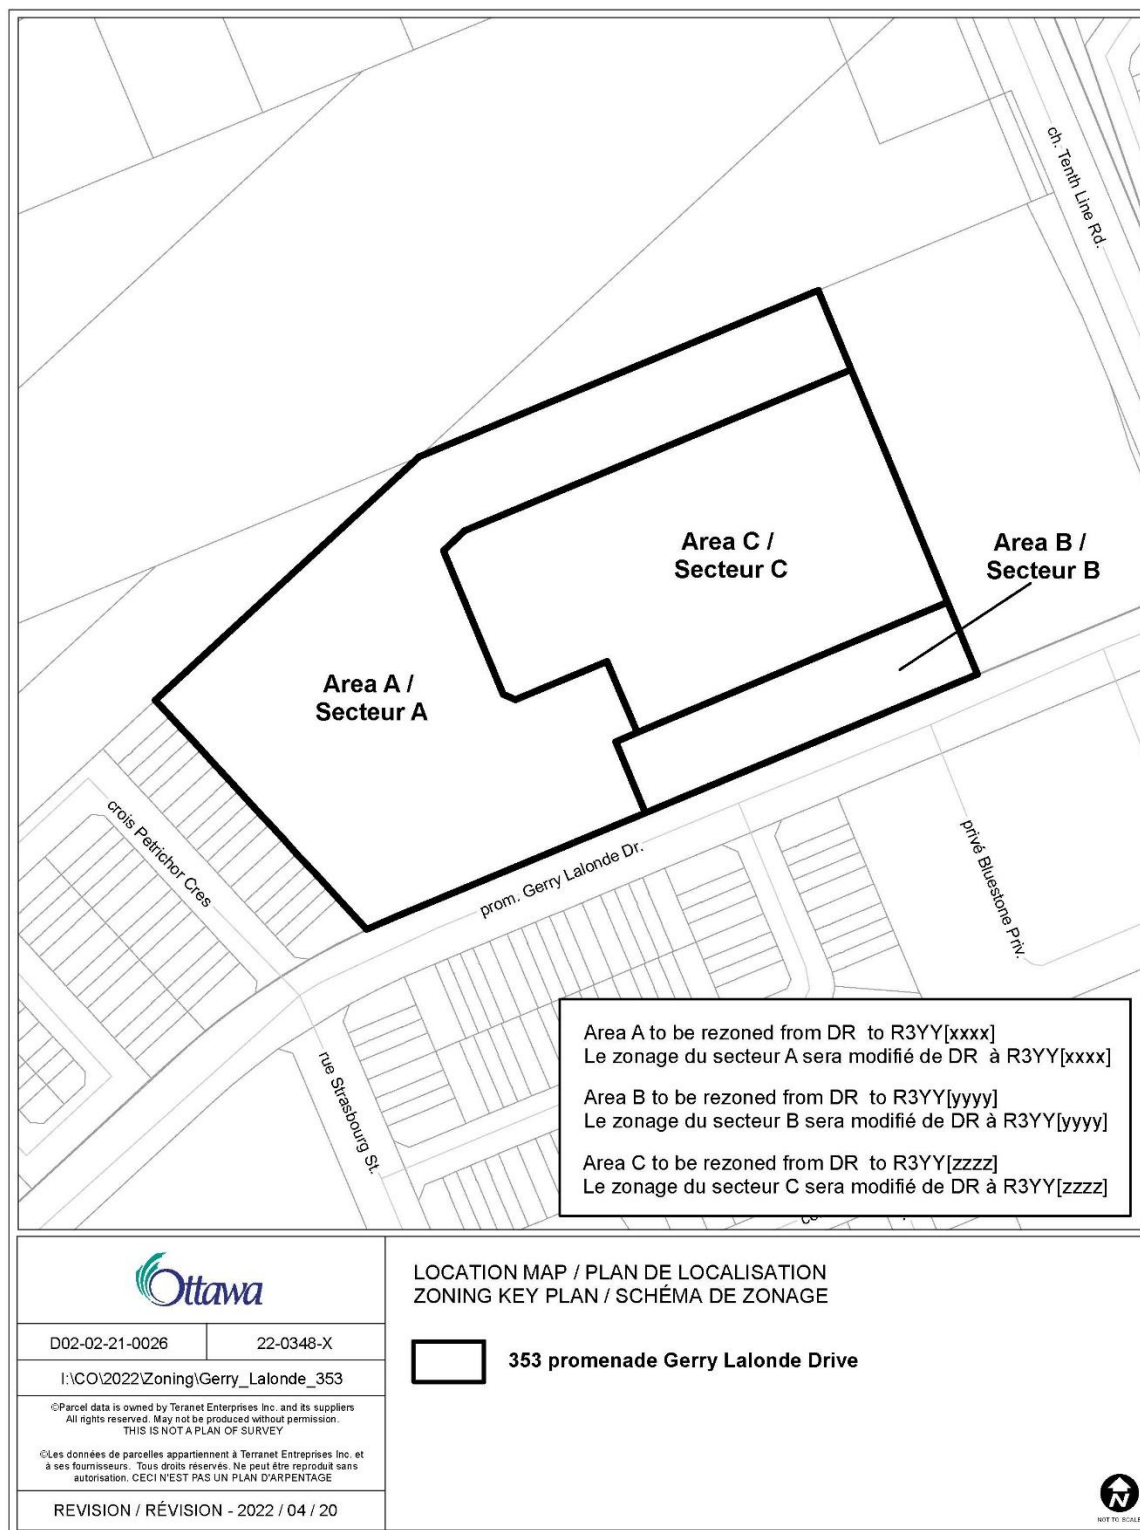 ch. Tenth Line Rd.
Area C /
Secteur C
Area B /
Secteur B
Area A /
Secteur A
crois Petrichor Cres
prom. Gerry Lalonde Dr.
privé Bluestone Priv.
rue Strasbourg St.
Area A to be rezoned from DR to R3YY[xxxx]
Le zonage du secteur A sera modifié de DR à R3YY[xxxx]
Area B to be rezoned from DR to R3YY[yyyy]
Le zonage du secteur B sera modifié de DR à R3YY[yyyy]
Area C to be rezoned from DR to R3YY[zzzz]
Le zonage du secteur C sera modifié de DR à R3YY[zzzz]
Ottawa
D02-02-21-0026
22-0348-X
I:\CO\2022\Zoning\Gerry_Lalonde_353
©Parcel data is owned by Teranet Enterprises Inc. and its suppliers
All rights reserved. May not be produced without permission.
THIS IS NOT A PLAN OF SURVEY
©Les données de parcelles appartiennent à Terranet Entreprises Inc. et
à ses fournisseurs. Tous droits réservés. Ne peut être reproduit sans
autorisation. CECI N'EST PAS UN PLAN D'ARPENTAGE
REVISION / RÉVISION - 2022 / 04 / 20
LOCATION MAP / PLAN DE LOCALISATION
ZONING KEY PLAN / SCHÉMA DE ZONAGE
353 promenade Gerry Lalonde Drive
N
NOT TO SCALE